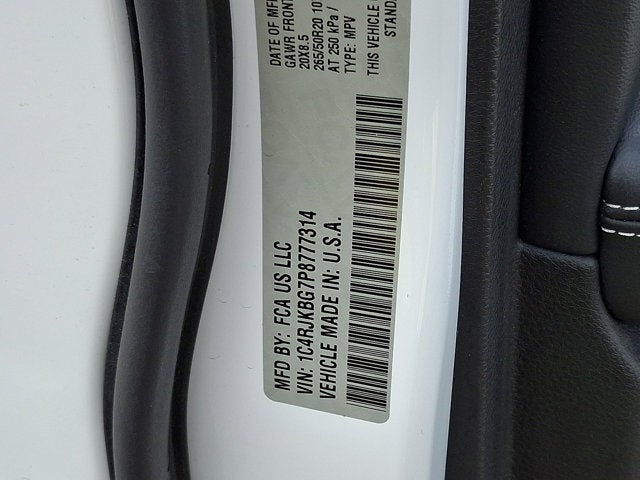 MFD BY: FCA US LLC
VIN: 1C4RJKBG7P8777314
VEHICLE MADE IN: U.S.A.
DATE OF MF
GAWR FRONT
20X8.5
265/50R20 10
AT 250 kPa /
TYPE: MPV
THIS VEHICLE
STAND